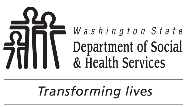 Washington State
Department of Social
& Health Services
Transforming lives